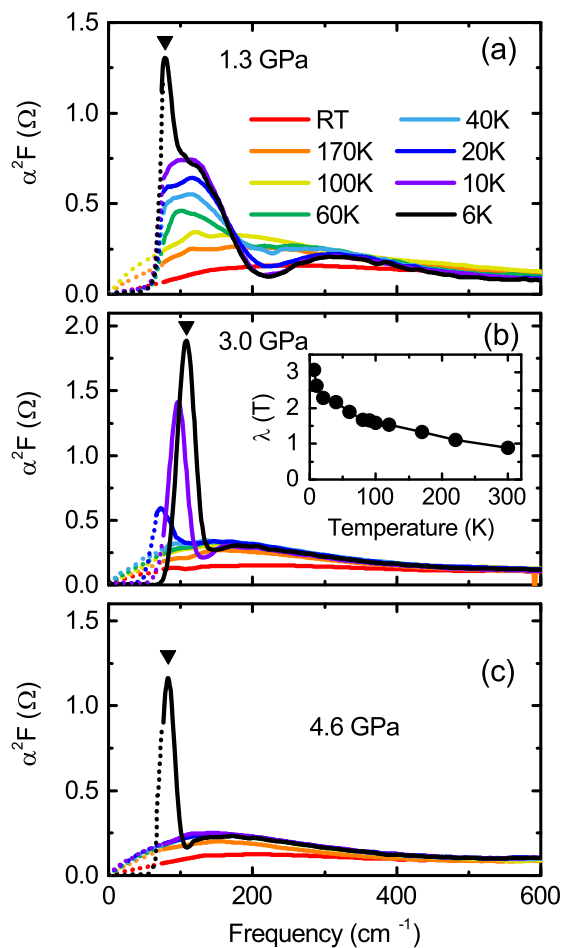 1.5
1.0
0.5
0.0
α²F (Ω)
1.3 GPa
(a)
RT
170K
100K
60K
40K
20K
10K
6K
2.0
1.5
1.0
0.5
0.0
α²F (Ω)
3.0 GPa
(b)
3
2
1
0
λ (T)
0 100 200 300
Temperature (K)
1.5
1.0
0.5
0.0
α²F (Ω)
(c)
4.6 GPa
0 200 400 600
Frequency (cm ⁻¹)